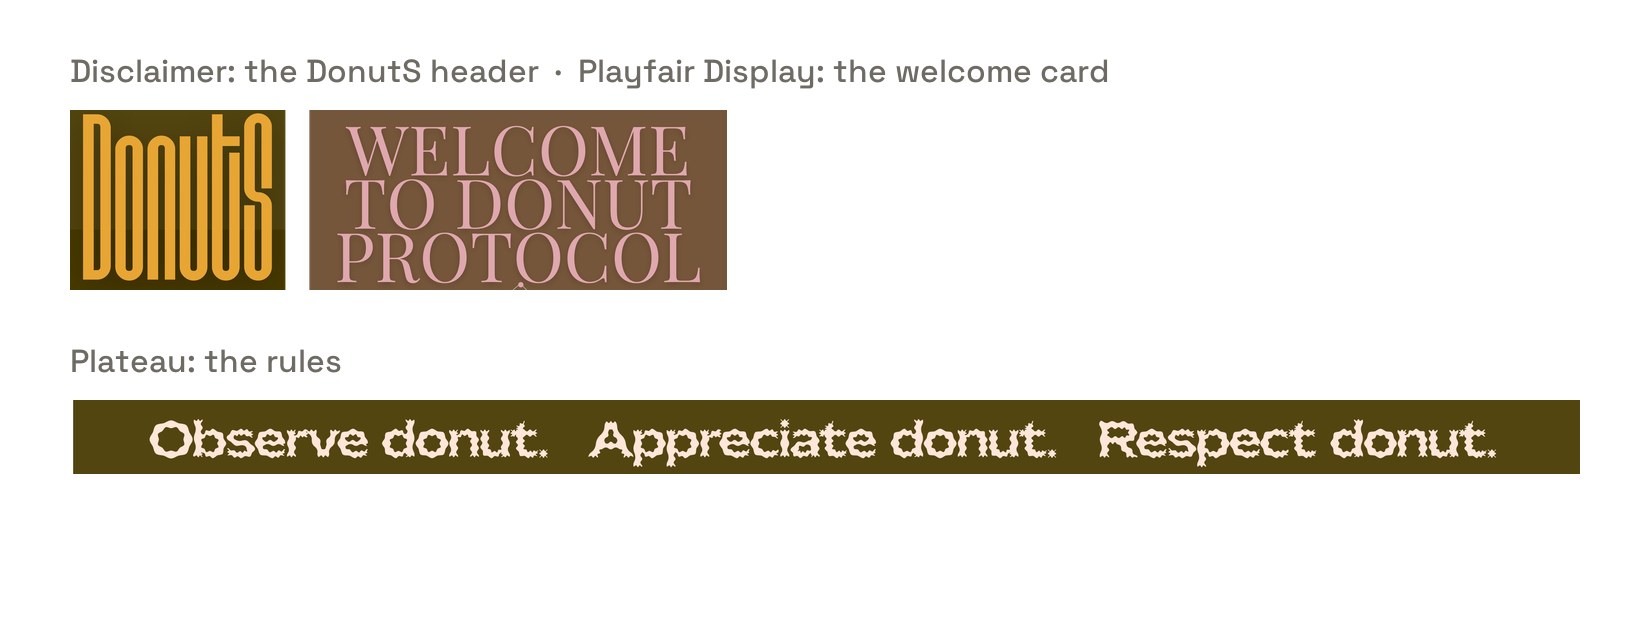 Disclaimer: the DonutS header · Playfair Display: the welcome card
DonutS
WELCOME
TO DONUT
PROTOCOL
Plateau: the rules
Observe donut. Appreciate donut. Respect donut.